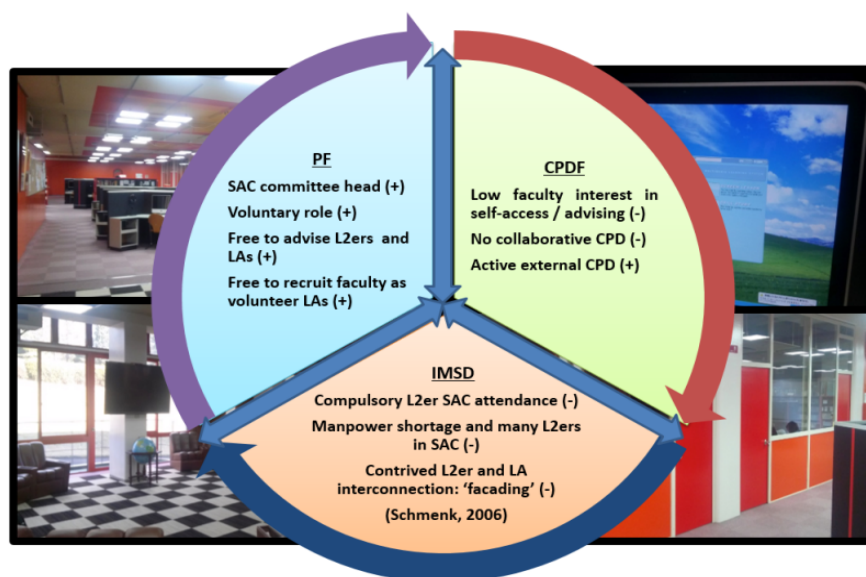 PF
SAC committee head (+)
Voluntary role (+)
Free to advise L2ers and
LAs (+)
Free to recruit faculty as
volunteer LAs (+)
CPDF
Low faculty interest in
self-access / advising (-)
No collaborative CPD (-)
Active external CPD (+)
IMSD
Compulsory L2er SAC attendance (-)
Manpower shortage and many L2ers
in SAC (-)
Contrived L2er and LA
interconnection: ‘facading’ (-)
(Schmenk, 2006)